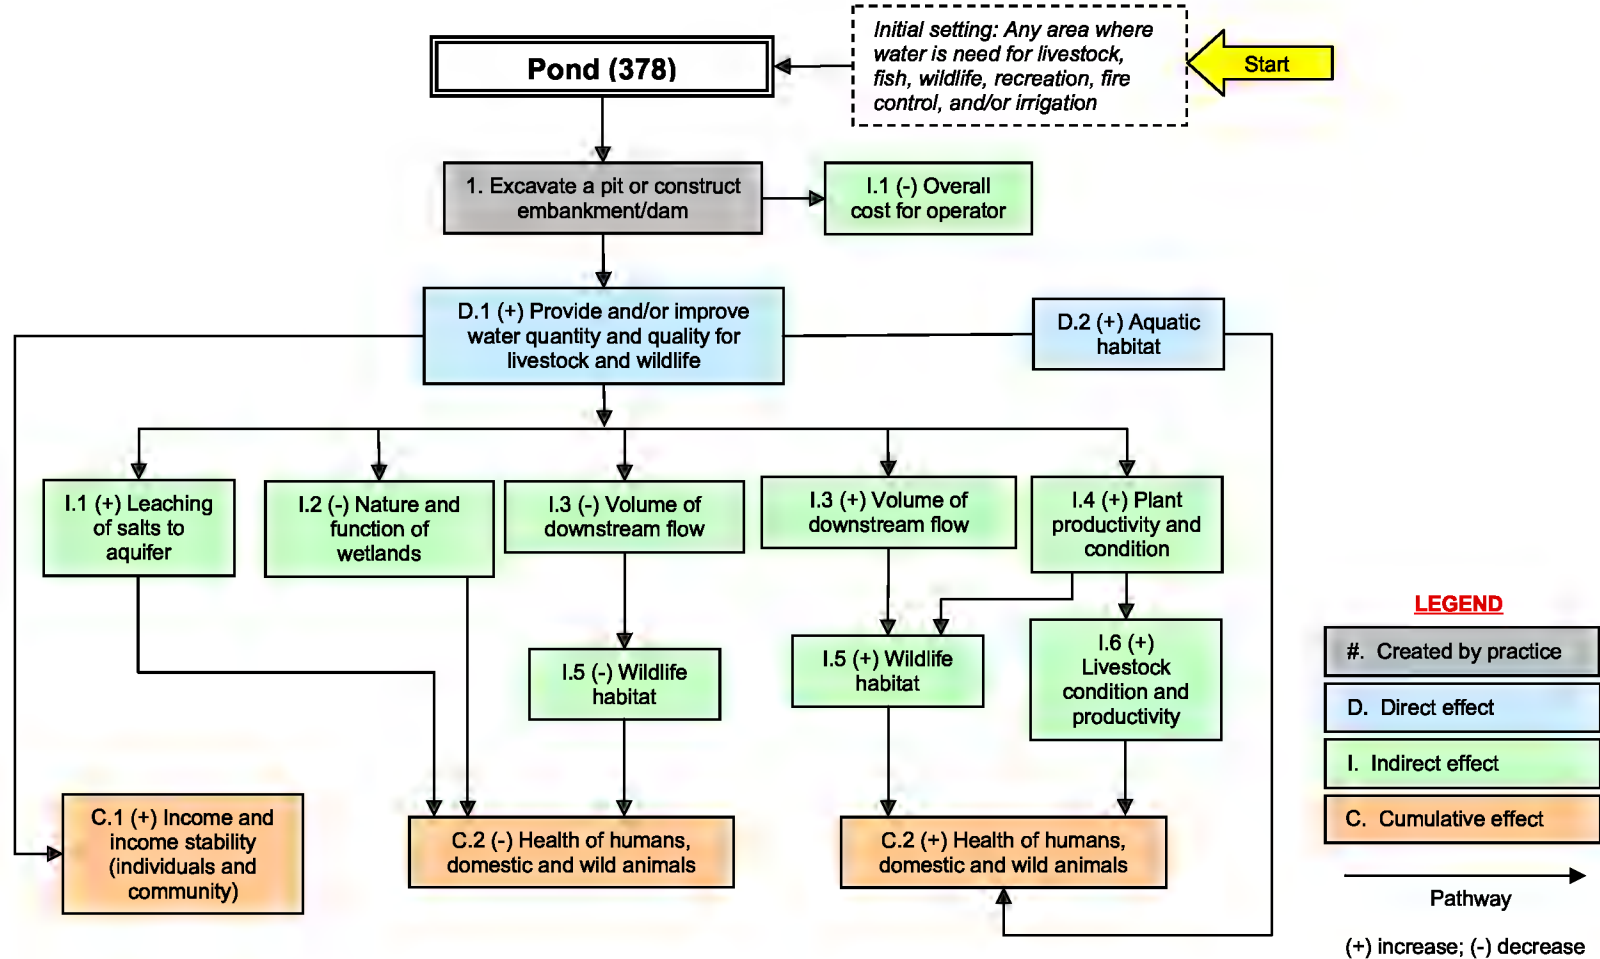 Initial setting: Any area where
water is need for livestock,
fish, wildlife, recreation, fire
control, and/or irrigation
Start
Pond (378)
1. Excavate a pit or construct
embankment/dam
I.1 (-) Overall
cost for operator
D.1 (+) Provide and/or improve
water quantity and quality for
livestock and wildlife
D.2 (+) Aquatic
habitat
I.1 (+) Leaching
of salts to
aquifer
I.2 (-) Nature and
function of
wetlands
I.3 (-) Volume of
downstream flow
I.3 (+) Volume of
downstream flow
I.4 (+) Plant
productivity and
condition
I.5 (-) Wildlife
habitat
I.5 (+) Wildlife
habitat
I.6 (+)
Livestock
condition and
productivity
C.1 (+) Income and
income stability
(individuals and
community)
C.2 (-) Health of humans,
domestic and wild animals
C.2 (+) Health of humans,
domestic and wild animals
LEGEND
#. Created by practice
D. Direct effect
I. Indirect effect
C. Cumulative effect
Pathway
(+) increase; (-) decrease